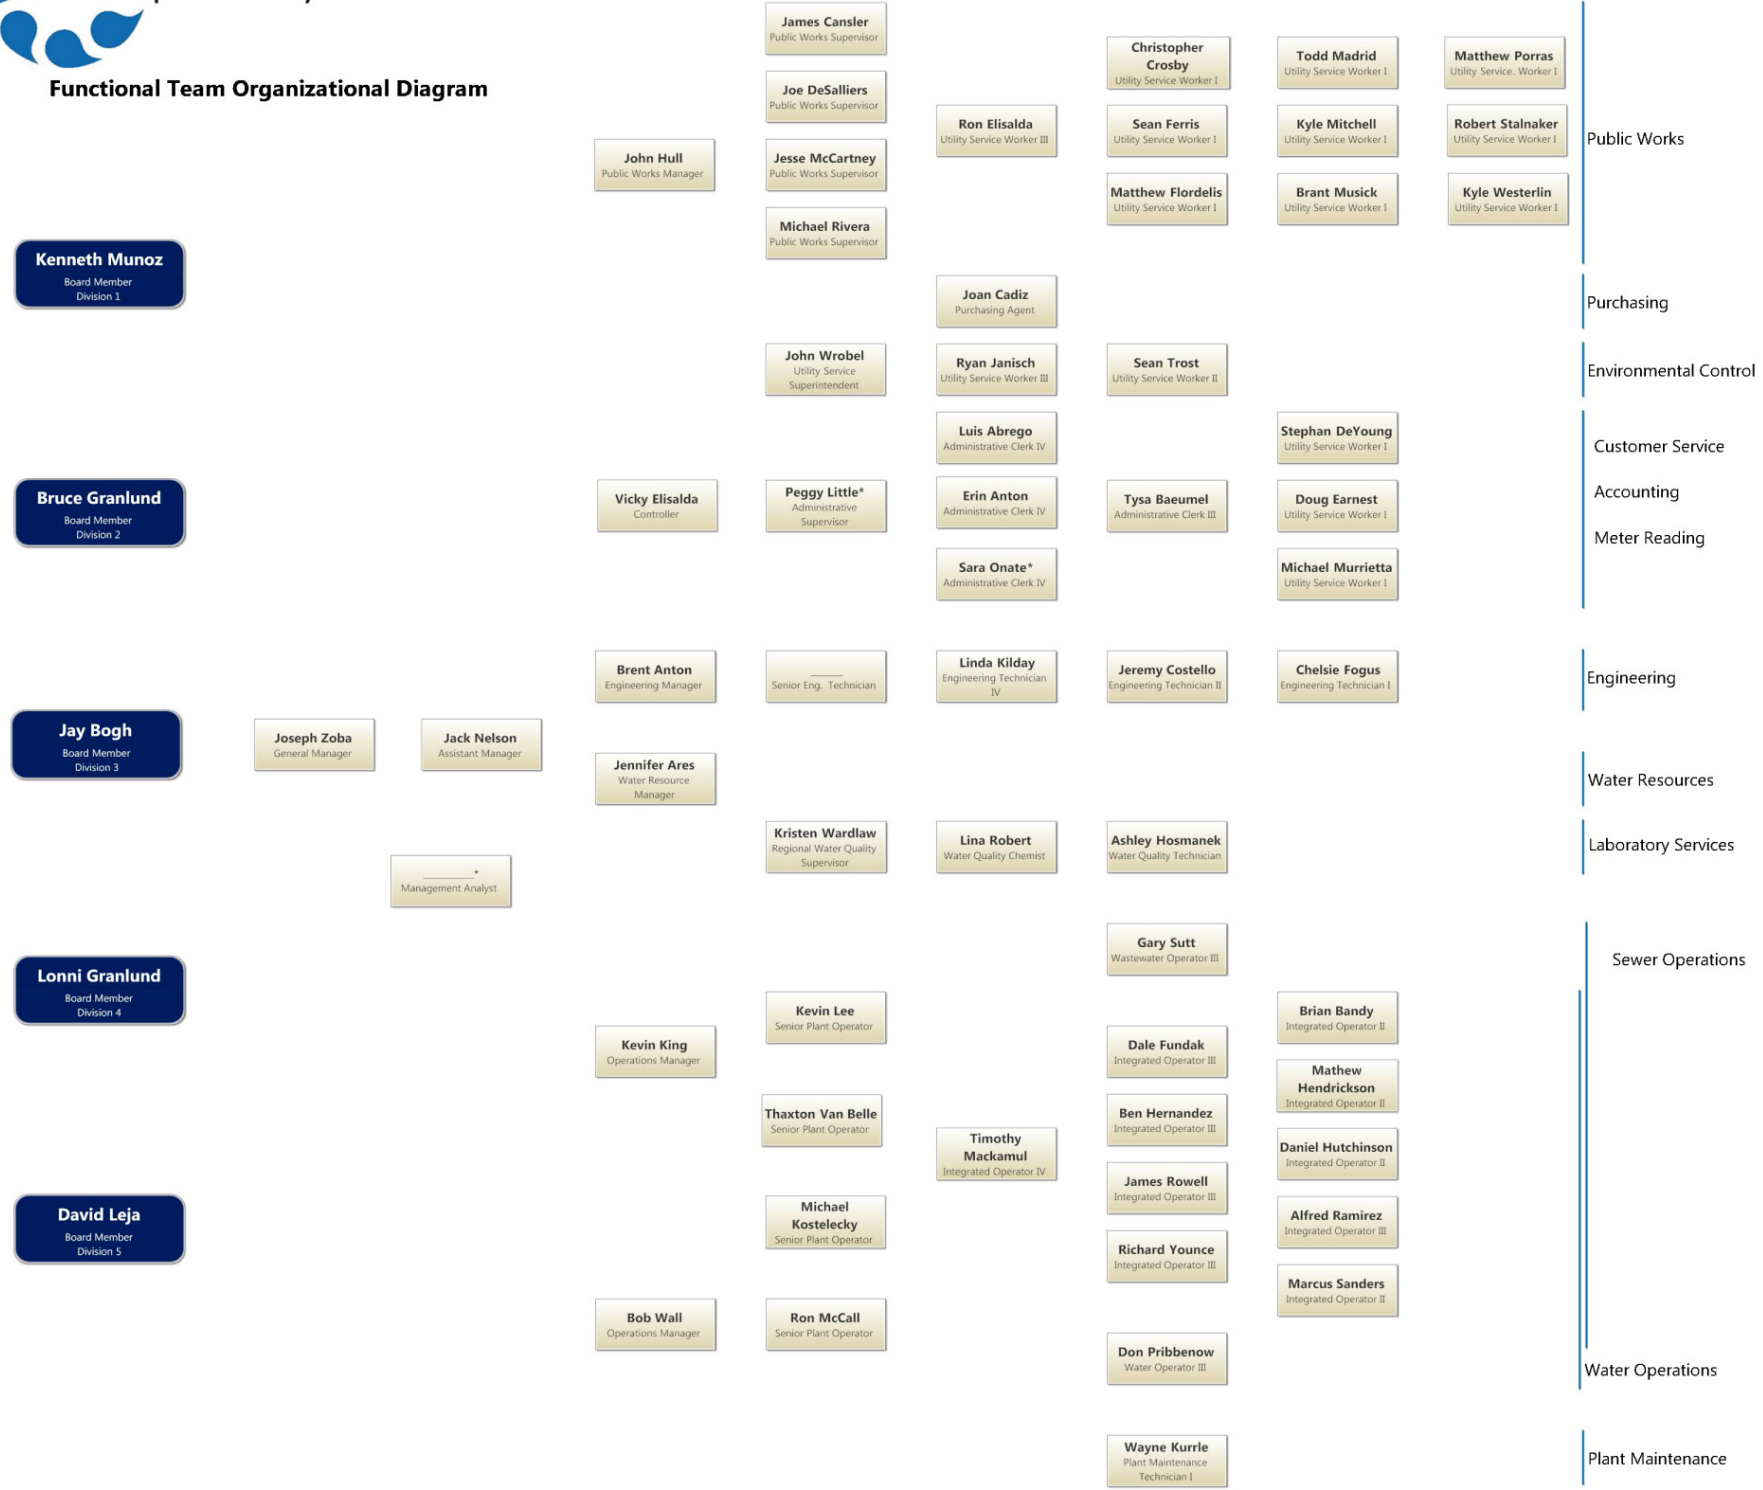 Functional Team Organizational Diagram
James Cansler
Public Works Supervisor
Joe DeSalliers
Public Works Supervisor
John Hull
Public Works Manager
Jesse McCartney
Public Works Supervisor
Michael Rivera
Public Works Supervisor
Ron Elisalda
Utility Service Worker III
Christopher
Crosby
Utility Service Worker I
Todd Madrid
Utility Service Worker I
Matthew Porras
Utility Service. Worker I
Sean Ferris
Utility Service Worker I
Kyle Mitchell
Utility Service Worker I
Robert Stalnaker
Utility Service Worker I
Matthew Flordelis
Utility Service Worker I
Brant Musick
Utility Service Worker I
Kyle Westerlin
Utility Service Worker I
Public Works
Kenneth Munoz
Board Member
Division 1
Joan Cadiz
Purchasing Agent
Purchasing
John Wrobel
Utility Service
Superintendent
Ryan Janisch
Utility Service Worker III
Sean Trost
Utility Service Worker II
Environmental Control
Bruce Granlund
Board Member
Division 2
Vicky Elisalda
Controller
Peggy Little*
Administrative
Supervisor
Luis Abrego
Administrative Clerk IV
Erin Anton
Administrative Clerk IV
Sara Onate*
Administrative Clerk IV
Tysa Baeumel
Administrative Clerk III
Stephan DeYoung
Utility Service Worker I
Doug Earnest
Utility Service Worker I
Michael Murrietta
Utility Service Worker I
Customer Service
Accounting
Meter Reading
Brent Anton
Engineering Manager
______
Senior Eng. Technician
Linda Kilday
Engineering Technician
IV
Jeremy Costello
Engineering Technician II
Chelsie Fogus
Engineering Technician I
Engineering
Jay Bogh
Board Member
Division 3
Joseph Zoba
General Manager
Jack Nelson
Assistant Manager
Jennifer Ares
Water Resource
Manager
Water Resources
Kristen Wardlaw
Regional Water Quality
Supervisor
Lina Robert
Water Quality Chemist
Ashley Hosmanek
Water Quality Technician
Laboratory Services
_________*
Management Analyst
Lonni Granlund
Board Member
Division 4
Gary Sutt
Wastewater Operator III
Sewer Operations
Kevin King
Operations Manager
Kevin Lee
Senior Plant Operator
Thaxton Van Belle
Senior Plant Operator
Michael
Kostelecky
Senior Plant Operator
Timothy
Mackamul
Integrated Operator IV
Dale Fundak
Integrated Operator III
Ben Hernandez
Integrated Operator III
James Rowell
Integrated Operator III
Richard Younce
Integrated Operator III
Brian Bandy
Integrated Operator II
Mathew
Hendrickson
Integrated Operator II
Daniel Hutchinson
Integrated Operator II
Alfred Ramirez
Integrated Operator III
Marcus Sanders
Integrated Operator II
David Leja
Board Member
Division 5
Bob Wall
Operations Manager
Ron McCall
Senior Plant Operator
Don Pribbenow
Water Operator III
Water Operations
Wayne Kurrle
Plant Maintenance
Technician I
Plant Maintenance